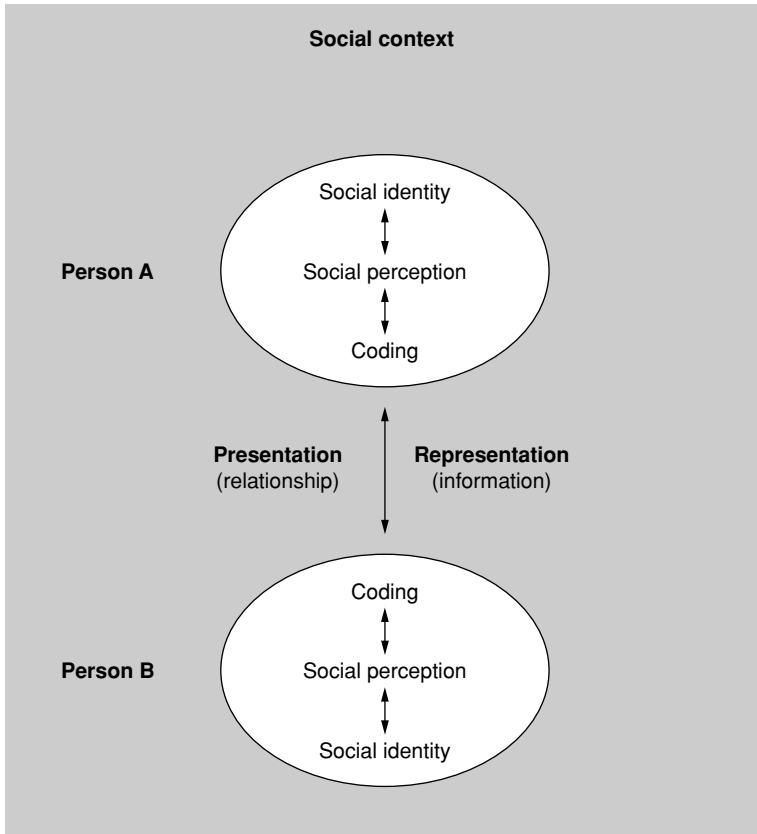 Social context
Social identity
Person A
Social perception
Coding
Presentation
(relationship)
Representation
(information)
Coding
Person B
Social perception
Social identity